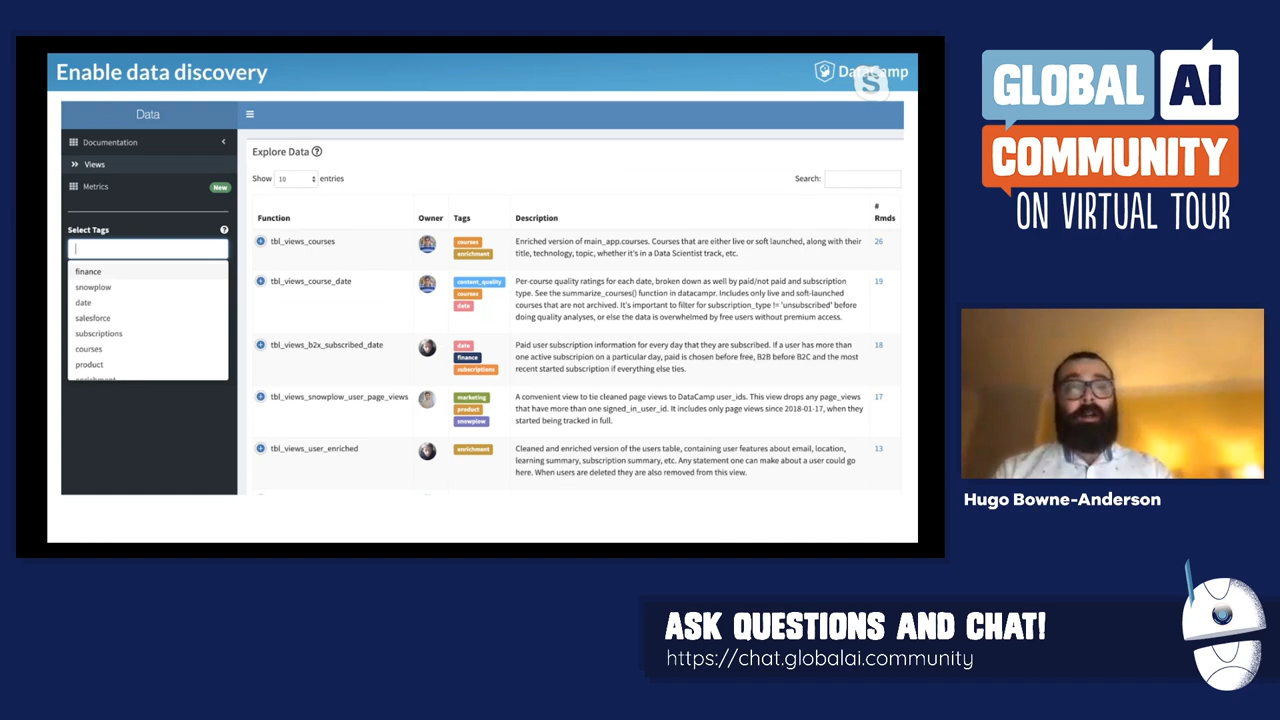 Enable data discovery
DataCamp
Data
Documentation
Views
Metrics
New
Select Tags
finance
snowplow
date
salesforce
subscriptions
courses
product
enrichment
Explore Data
Show 10 entries
Search:
Function Owner Tags Description # Rmds
tbl_views_courses
courses
enrichment
Enriched version of main_app.courses. Courses that are either live or soft launched, along with their
title, technology, topic, whether it's in a Data Scientist track, etc.
26
tbl_views_course_date
content_quality
courses
date
Per-course quality ratings for each date, broken down as well by paid/not paid and subscription
type. See the summarize_courses() function in datacampr. Includes only live and soft-launched
courses that are not archived. It's important to filter for subscription_type != 'unsubscribed' before
doing quality analyses, or else the data is overwhelmed by free users without premium access.
19
tbl_views_b2x_subscribed_date
date
finance
subscriptions
Paid user subscription information for every day that they are subscribed. If a user has more than
one active subscripion on a particular day, paid is chosen before free, B2B before B2C and the most
recent started subscription if everything else ties.
18
tbl_views_snowplow_user_page_views
marketing
product
snowplow
A convenient view to tie cleaned page views to DataCamp user_ids. This view drops any page_views
that have more than one signed_in_user_id. It includes only page views since 2018-01-17, when they
started being tracked in full.
17
tbl_views_user_enriched
enrichment
Cleaned and enriched version of the users table, containing user features about email, location,
learning summary, subscription summary, etc. Any statement one can make about a user could go
here. When users are deleted they are also removed from this view.
13
GLOBAL AI
COMMUNITY
ON VIRTUAL TOUR
Hugo Bowne-Anderson
ASK QUESTIONS AND CHAT!
https://chat.globalai.community